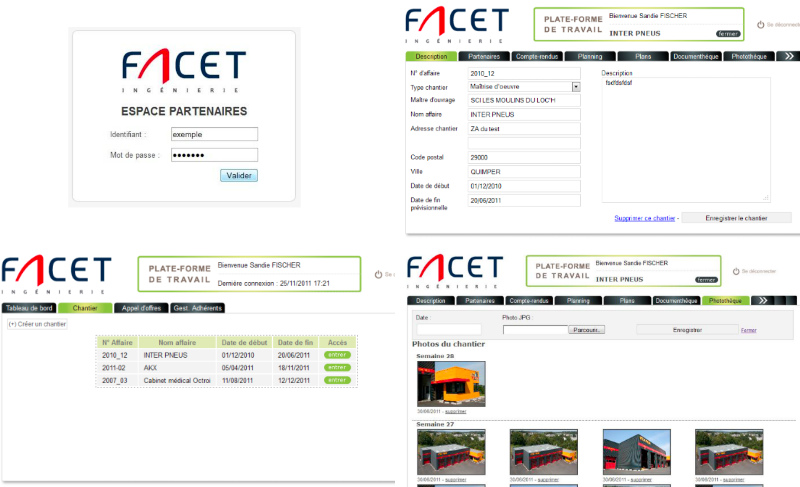 FACET
INGÉNIERIE
ESPACE PARTENAIRES
Identifiant :
exemple
Mot de passe :
•••••••
Valider
FACET
INGÉNIERIE
PLATE-FORME
DE TRAVAIL
Bienvenue Sandie FISCHER
INTER PNEUS
fermer
Se déconnecte
Description
Partenaires
Compte-rendus
Planning
Plans
Documenthèque
Photothèque
N° d'affaire
2010_12
Type chantier
Maîtrise d'oeuvre
Maître d'ouvrage
SCI LES MOULINS DU LOC'H
Nom affaire
INTER PNEUS
Adresse chantier
ZA du test
Code postal
29000
Ville
QUIMPER
Date de début
01/12/2010
Date de fin
prévisionnelle
20/06/2011
Description
Supprimer ce chantier -
Enregistrer le chantier
FACET
INGÉNIERIE
PLATE-FORME
DE TRAVAIL
Bienvenue Sandie FISCHER
Dernière connexion : 25/11/2011 17:21
Se
Tableau de bord
Chantier
Appel d'offres
Gest. Adhérents
(+) Créer un chantier
N° Affaire Nom affaire Date de début Date de fin Accès
2010_12 INTER PNEUS 01/12/2010 20/06/2011 entrer
2011-02 AKX 05/04/2011 18/11/2011 entrer
2007_03 Cabinet médical Octroi 11/08/2011 12/12/2011 entrer
FACET
INGÉNIERIE
PLATE-FORME
DE TRAVAIL
Bienvenue Sandie FISCHER
INTER PNEUS
fermer
Se déconnecter
Description
Partenaires
Compte-rendus
Planning
Plans
Documenthèque
Photothèque
Date :
Photo JPG :
Parcourir...
Enregistrer
Fermer
Photos du chantier
Semaine 26
30/06/2011 - supprimer
Semaine 27
30/06/2011 - supprimer
30/06/2011 - supprimer
30/06/2011 - supprimer
30/06/2011 - supprimer